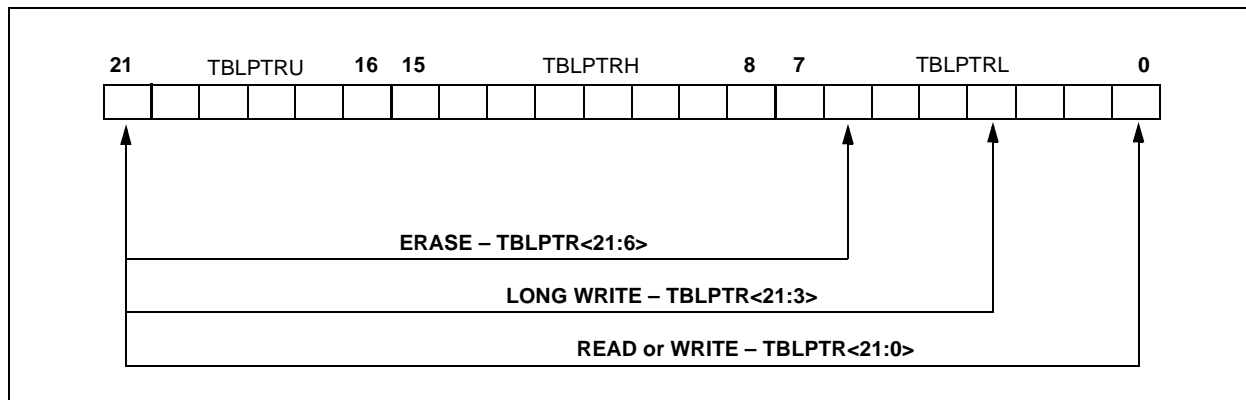 21 TBLPTRU 16 15 TBLPTRH 8 7 TBLPTRL 0
ERASE – TBLPTR<21:6>
LONG WRITE – TBLPTR<21:3>
READ or WRITE – TBLPTR<21:0>